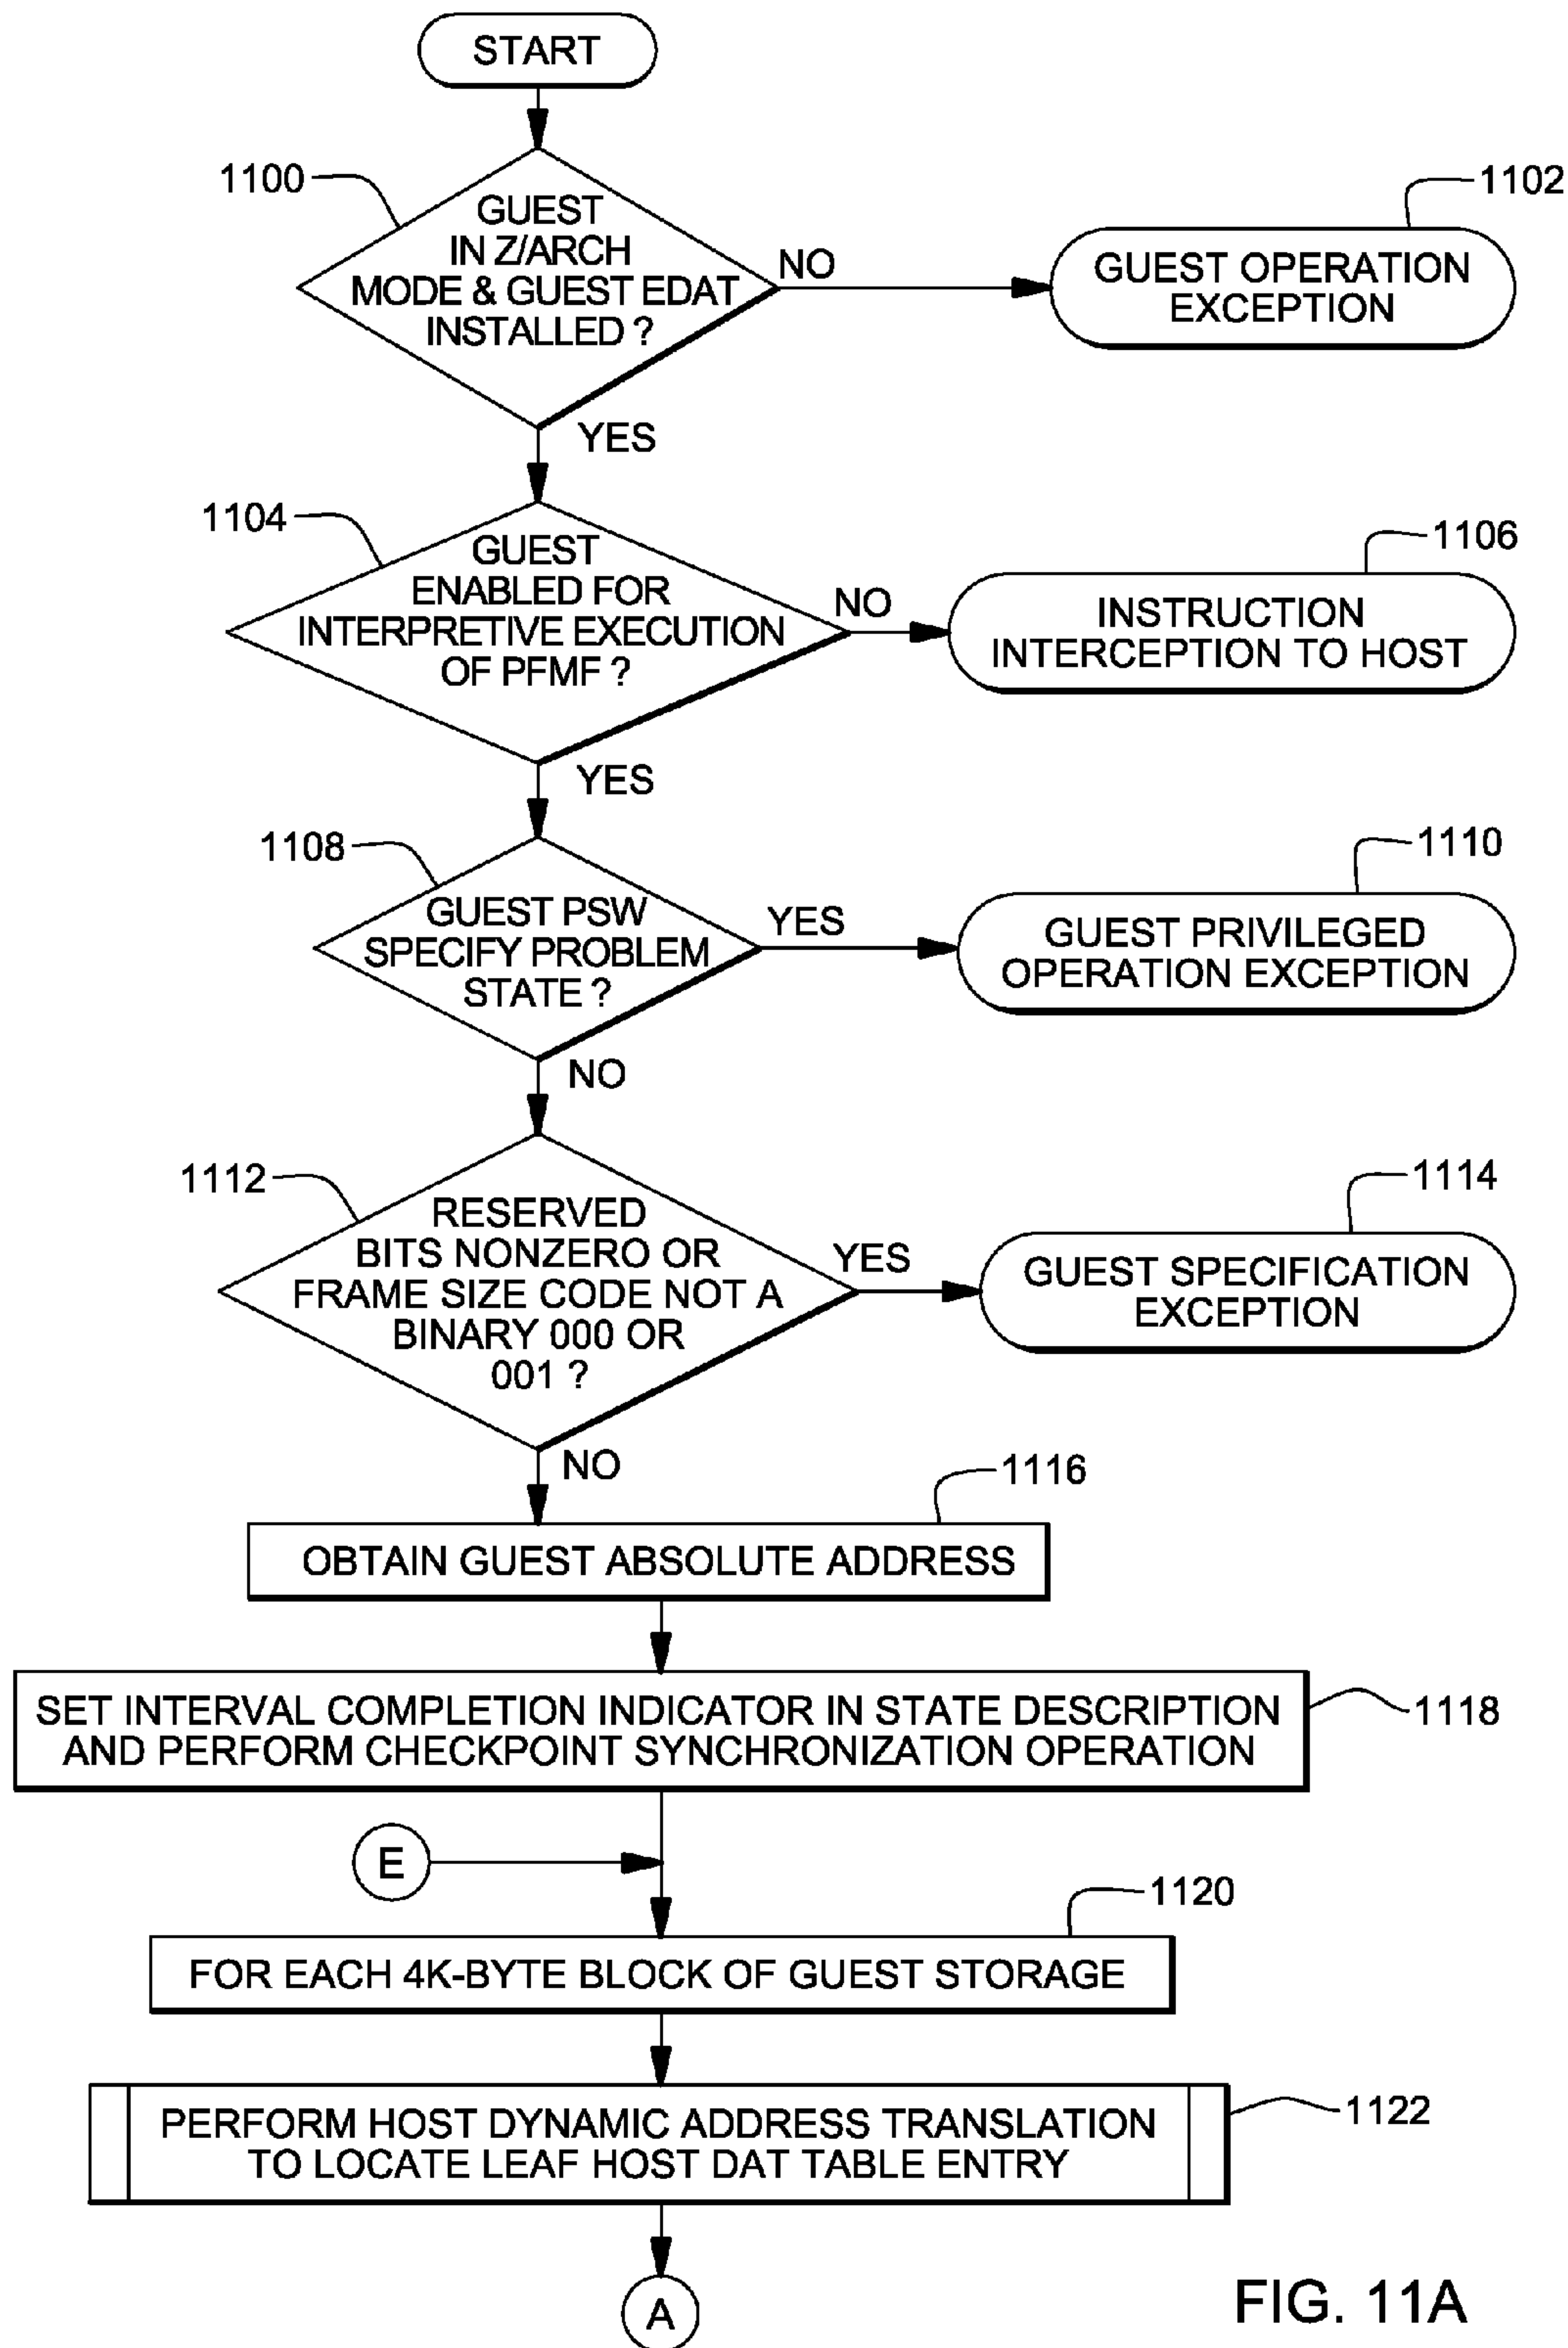 START
1100
GUEST
IN Z/ARCH
MODE & GUEST EDAT
INSTALLED ?
NO
1102
GUEST OPERATION
EXCEPTION
YES
1104
GUEST
ENABLED FOR
INTERPRETIVE EXECUTION
OF PFMF ?
NO
1106
INSTRUCTION
INTERCEPTION TO HOST
YES
1108
GUEST PSW
SPECIFY PROBLEM
STATE ?
YES
1110
GUEST PRIVILEGED
OPERATION EXCEPTION
NO
1112
RESERVED
BITS NONZERO OR
FRAME SIZE CODE NOT A
BINARY 000 OR
001 ?
YES
1114
GUEST SPECIFICATION
EXCEPTION
NO
1116
OBTAIN GUEST ABSOLUTE ADDRESS
SET INTERVAL COMPLETION INDICATOR IN STATE DESCRIPTION
AND PERFORM CHECKPOINT SYNCHRONIZATION OPERATION
1118
E
1120
FOR EACH 4K-BYTE BLOCK OF GUEST STORAGE
PERFORM HOST DYNAMIC ADDRESS TRANSLATION
TO LOCATE LEAF HOST DAT TABLE ENTRY
1122
A
FIG. 11A